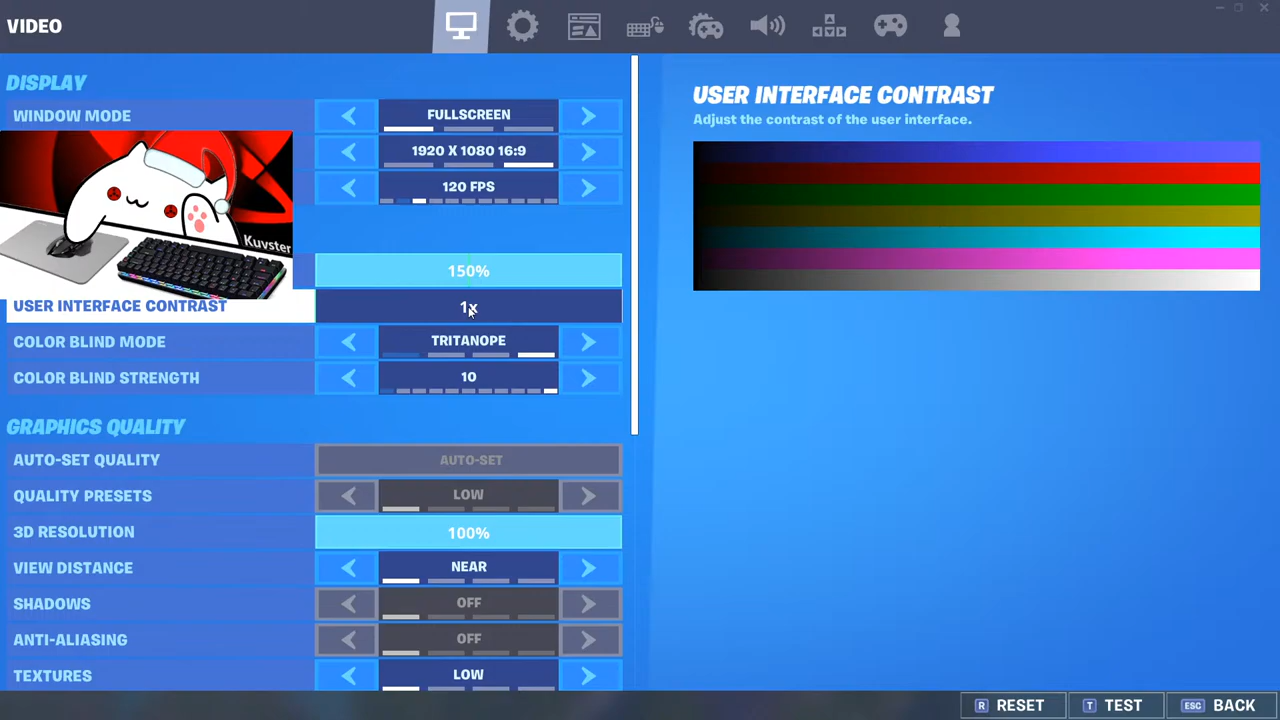 VIDEO
DISPLAY
WINDOW MODE
FULLSCREEN
1920 X 1080 16:9
120 FPS
Kuvster
150%
USER INTERFACE CONTRAST
1x
COLOR BLIND MODE
TRITANOPE
COLOR BLIND STRENGTH
10
GRAPHICS QUALITY
AUTO-SET QUALITY
AUTO-SET
QUALITY PRESETS
LOW
3D RESOLUTION
100%
VIEW DISTANCE
NEAR
SHADOWS
OFF
ANTI-ALIASING
OFF
TEXTURES
LOW
USER INTERFACE CONTRAST
Adjust the contrast of the user interface.
R RESET
T TEST
ESC BACK